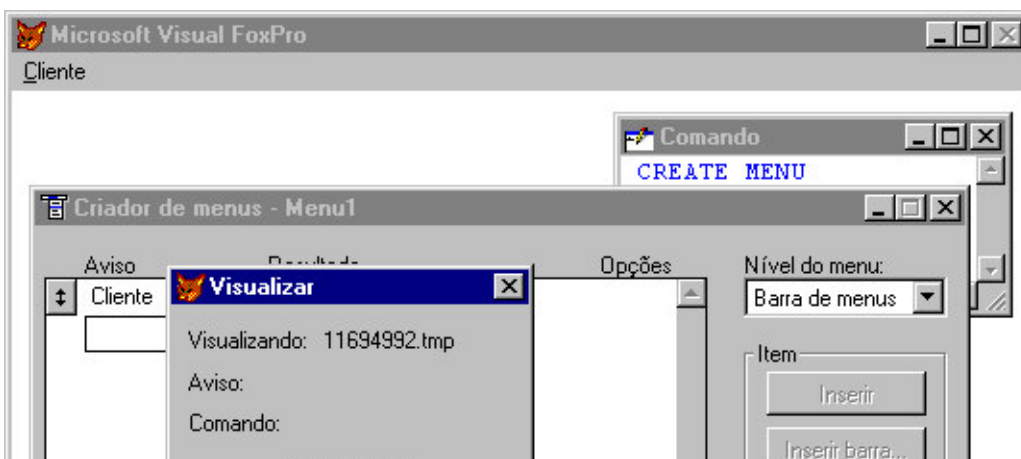 Microsoft Visual FoxPro
Cliente
Comando
CREATE MENU
Criador de menus - Menu1
Aviso Opções Nível do menu:
Cliente Visualizar Barra de menus
Visualizando: 11694992.tmp
Item
Aviso:
Inserir
Comando:
Inserir barra...